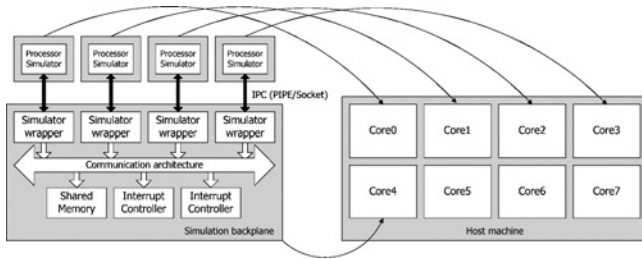 Processor
Simulator
Processor
Simulator
Processor
Simulator
Processor
Simulator
IPC (PIPE/Socket)
Simulator
wrapper
Simulator
wrapper
Simulator
wrapper
Simulator
wrapper
Communication architecture
Shared
Memory
Interrupt
Controller
Interrupt
Controller
Simulation backplane
Core0
Core1
Core2
Core3
Core4
Core5
Core6
Core7
Host machine